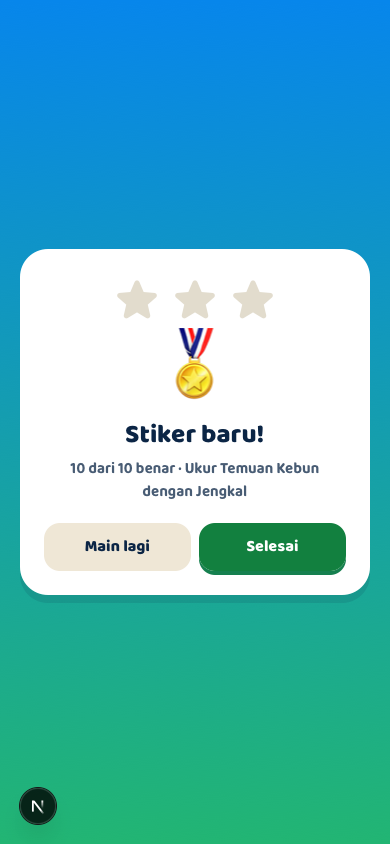 Stiker baru!
10 dari 10 benar · Ukur Temuan Kebun
dengan Jengkal
Main lagi
Selesai
N